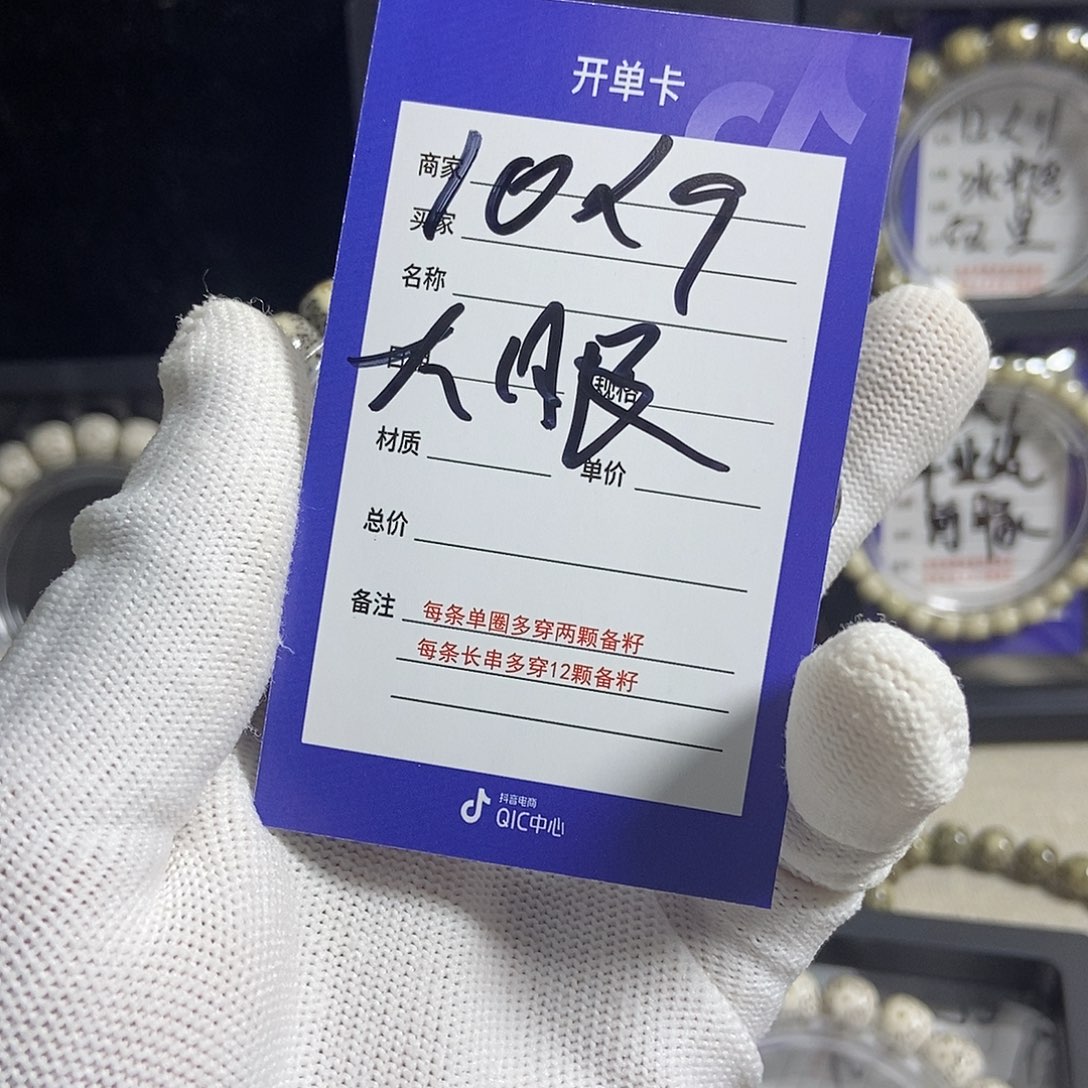 开单卡
商家
10×9
买家
名称
大眼
规格
材质
单价
总价
备注
每条单圈多穿两颗备籽
每条长串多穿12颗备籽
抖音电商
QIC中心
12×9